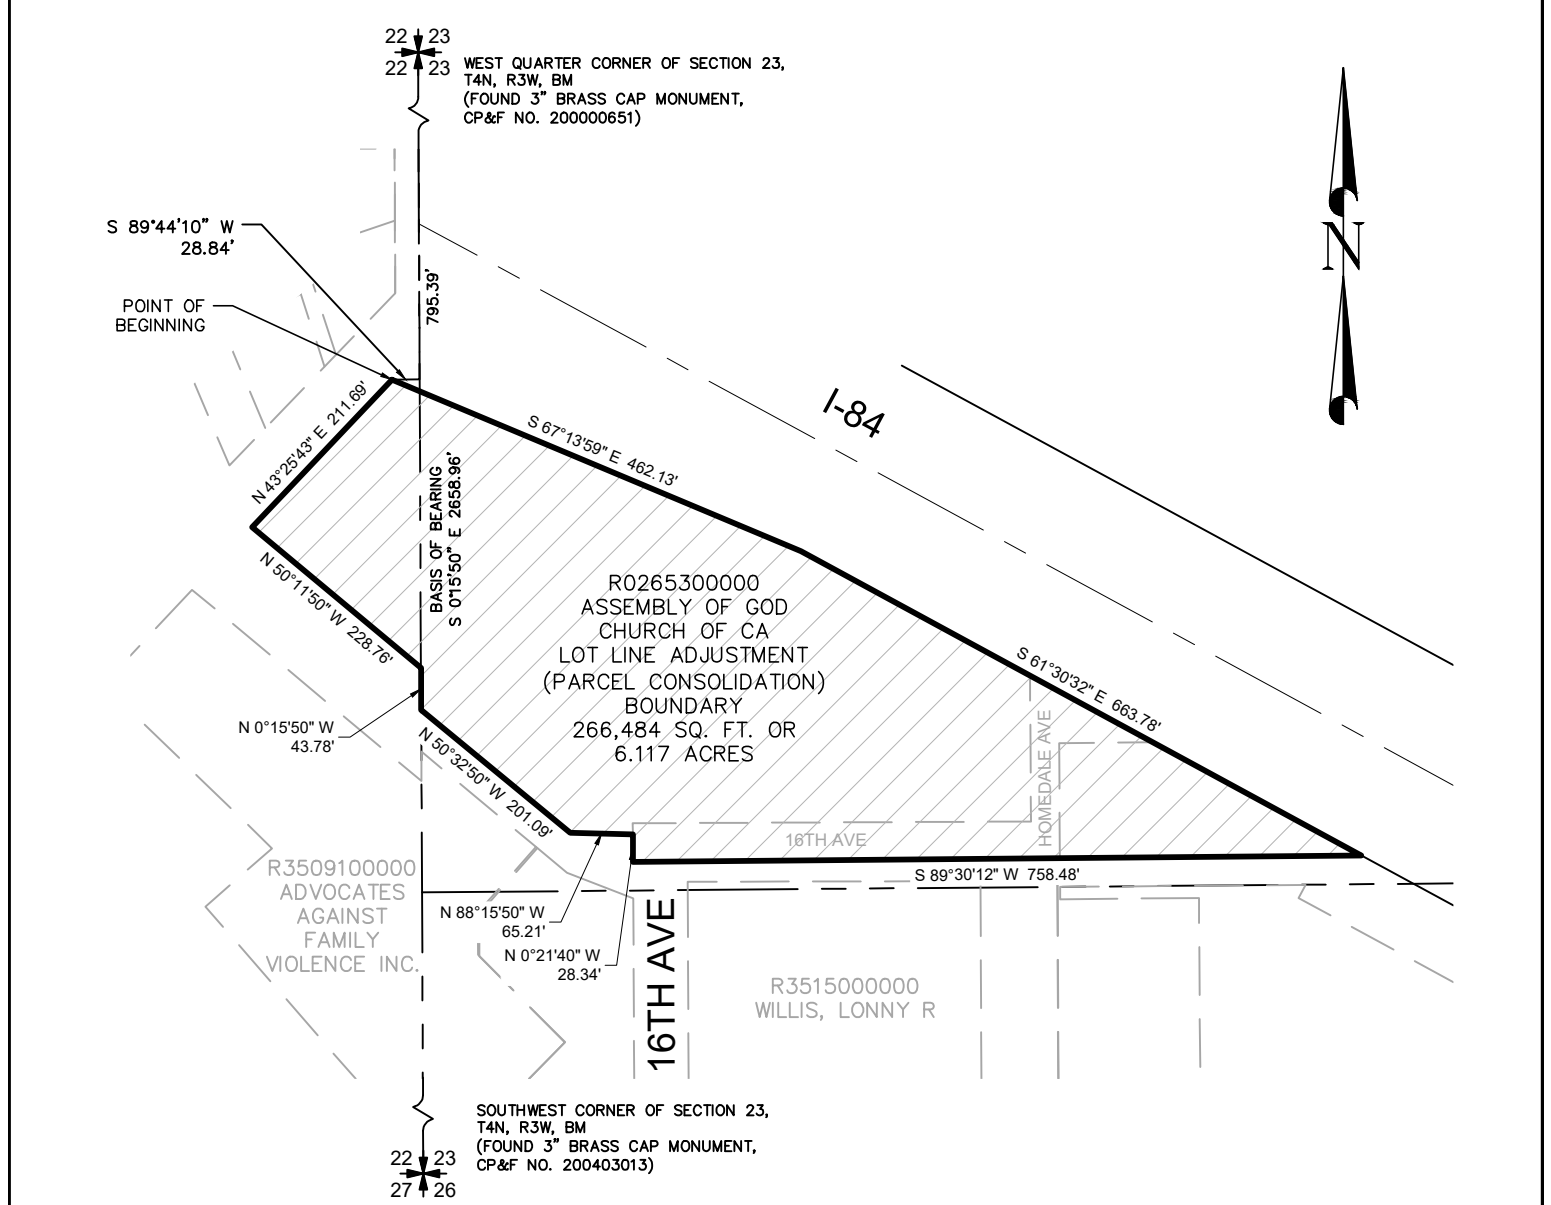 22 23
22 23
WEST QUARTER CORNER OF SECTION 23,
T4N, R3W, BM
(FOUND 3" BRASS CAP MONUMENT,
CP&F NO. 200000651)
N
S 89°44'10" W
28.84'
795.39'
POINT OF
BEGINNING
I-84
N 43°25'43" E 211.69'
S 67°13'59" E 462.13'
BASIS OF BEARING
S 0°15'50" E 2658.96'
N 50°11'50" W 228.76'
R0265300000
ASSEMBLY OF GOD
CHURCH OF CA
LOT LINE ADJUSTMENT
(PARCEL CONSOLIDATION)
BOUNDARY
266,484 SQ. FT. OR
6.117 ACRES
S 61°30'32" E 663.78'
HOMEDALE AVE
N 0°15'50" W
43.78'
N 50°32'50" W 201.09'
16TH AVE
S 89°30'12" W 758.48'
R3509100000
ADVOCATES
AGAINST
FAMILY
VIOLENCE INC.
N 88°15'50" W
65.21'
N 0°21'40" W
28.34'
16TH AVE
R3515000000
WILLIS, LONNY R
SOUTHWEST CORNER OF SECTION 23,
T4N, R3W, BM
(FOUND 3" BRASS CAP MONUMENT,
CP&F NO. 200403013)
22 23
27 26